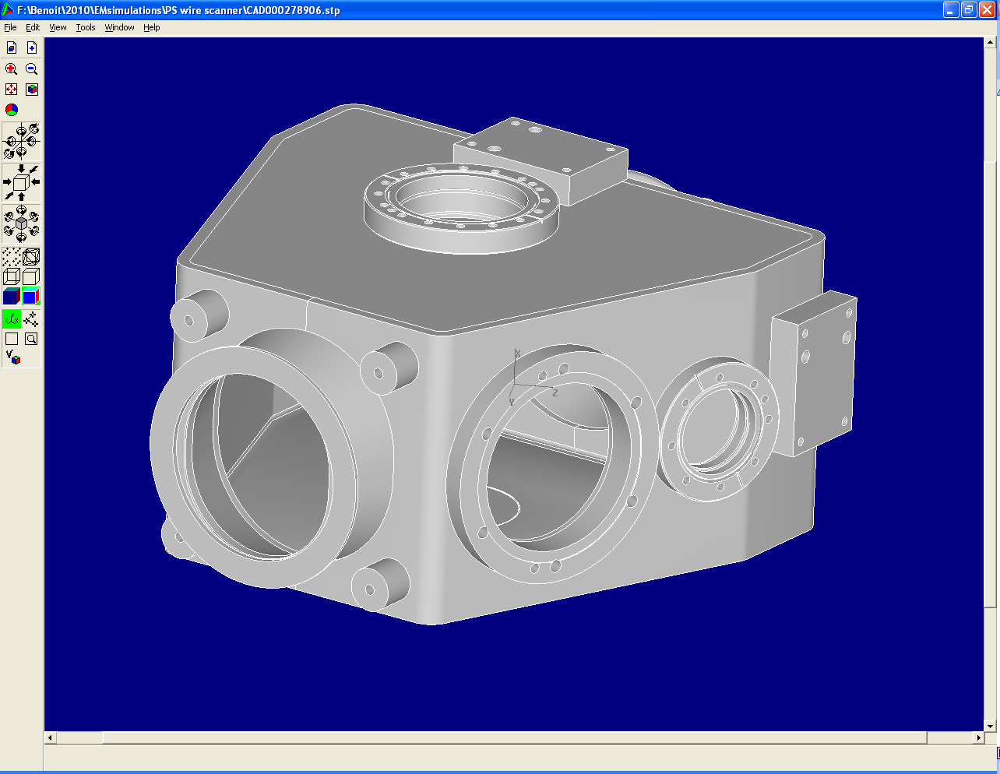 F:\Benoit\2010\EMsimulations\PS wire scanner\CAD000278906.stp
File Edit View Tools Window Help
X
Z
Y